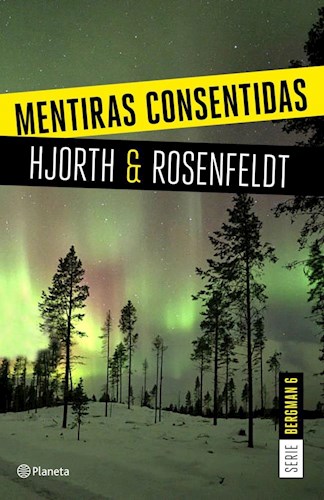 MENTIRAS CONSENTIDAS
HJORTH & ROSENFELDT
SERIE BERGMAN 6
Planeta